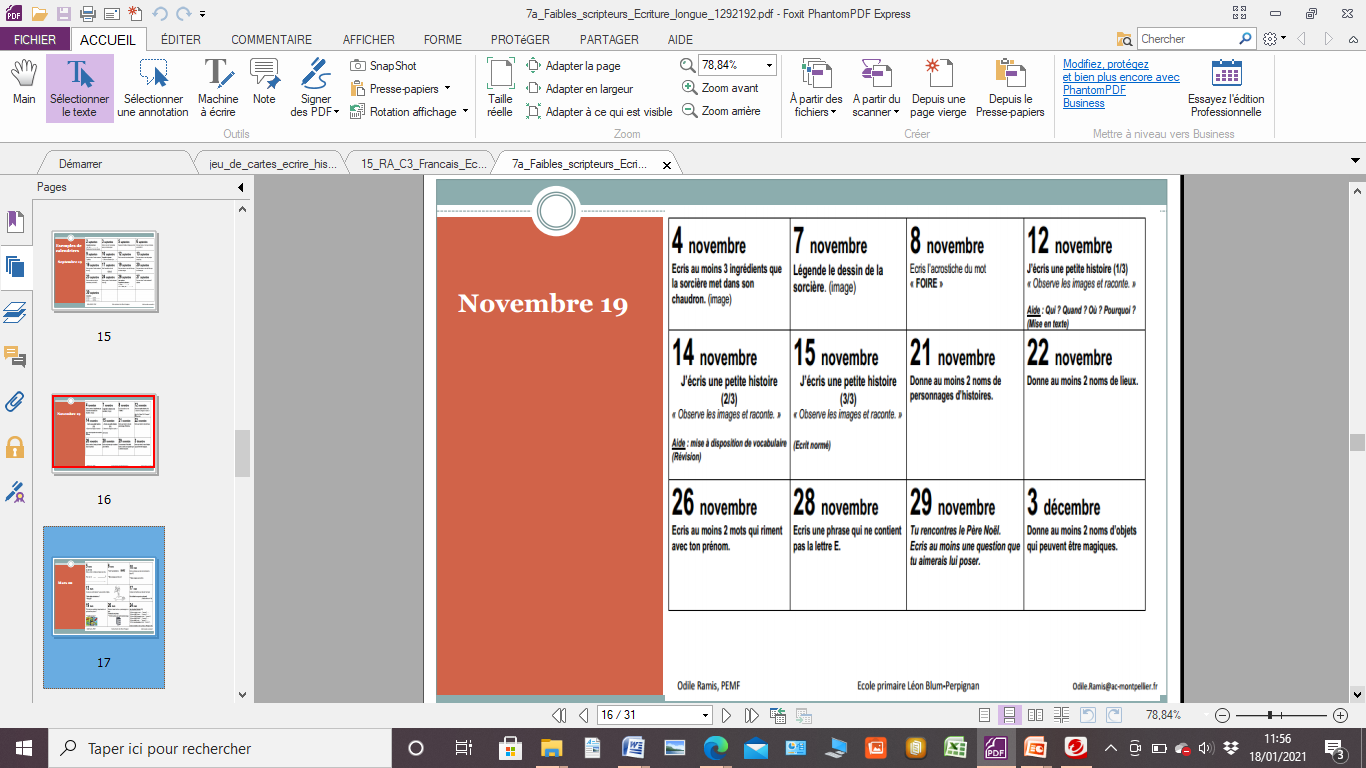 7a_Faibles_scripteurs_Ecriture_longue_1292192.pdf - Foxit PhantomPDF Express
FICHIER ACCUEIL ÉDITER COMMENTAIRE AFFICHER FORME PROTéGER PARTAGER AIDE
Chercher
Main
Sélectionner le texte
Sélectionner une annotation
Machine à écrire
Note
Signer des PDF
SnapShot
Presse-papiers
Rotation affichage
Outils
Taille réelle
Adapter la page
Adapter en largeur
Adapter à ce qui est visible
78,84%
Zoom avant
Zoom arrière
Zoom
À partir des fichiers
A partir du scanner
Depuis une page vierge
Depuis le Presse-papiers
Créer
Modifiez, protégez
et bien plus encore avec
PhantomPDF
Business
Essayez l'édition Professionnelle
Mettre à niveau vers Business
Démarrer
jeu_de_cartes_ecrire_his...
15_RA_C3_Francais_Ec...
7a_Faibles_scripteurs_Ecri...
Pages
15
16
17
Novembre 19
4 novembre
Ecris au moins 3 ingrédients que
la sorcière met dans son
chaudron. (image)
7 novembre
Légende le dessin de la
sorcière. (image)
8 novembre
Ecris l'acrostiche du mot
« FOIRE »
12 novembre
J'écris une petite histoire (1/3)
« Observe les images et raconte. »
Aide : Qui ? Quand ? Où ? Pourquoi ?
(Mise en texte)
14 novembre
J'écris une petite histoire
(2/3)
« Observe les images et raconte. »
Aide : mise à disposition de vocabulaire
(Révision)
15 novembre
J'écris une petite histoire
(3/3)
« Observe les images et raconte. »
(Ecrit normé)
21 novembre
Donne au moins 2 noms de
personnages d'histoires.
22 novembre
Donne au moins 2 noms de lieux.
26 novembre
Ecris au moins 2 mots qui riment
avec ton prénom.
28 novembre
Ecris une phrase qui ne contient
pas la lettre E.
29 novembre
Tu rencontres le Père Noël.
Ecris au moins une question que
tu aimerais lui poser.
3 décembre
Donne au moins 2 noms d'objets
qui peuvent être magiques.
Odile Ramis, PEMF
Ecole primaire Léon Blum-Perpignan
Odile.Ramis@ac-montpellier.fr
16 / 31
78,84%
Taper ici pour rechercher
11:56
18/01/2021
3